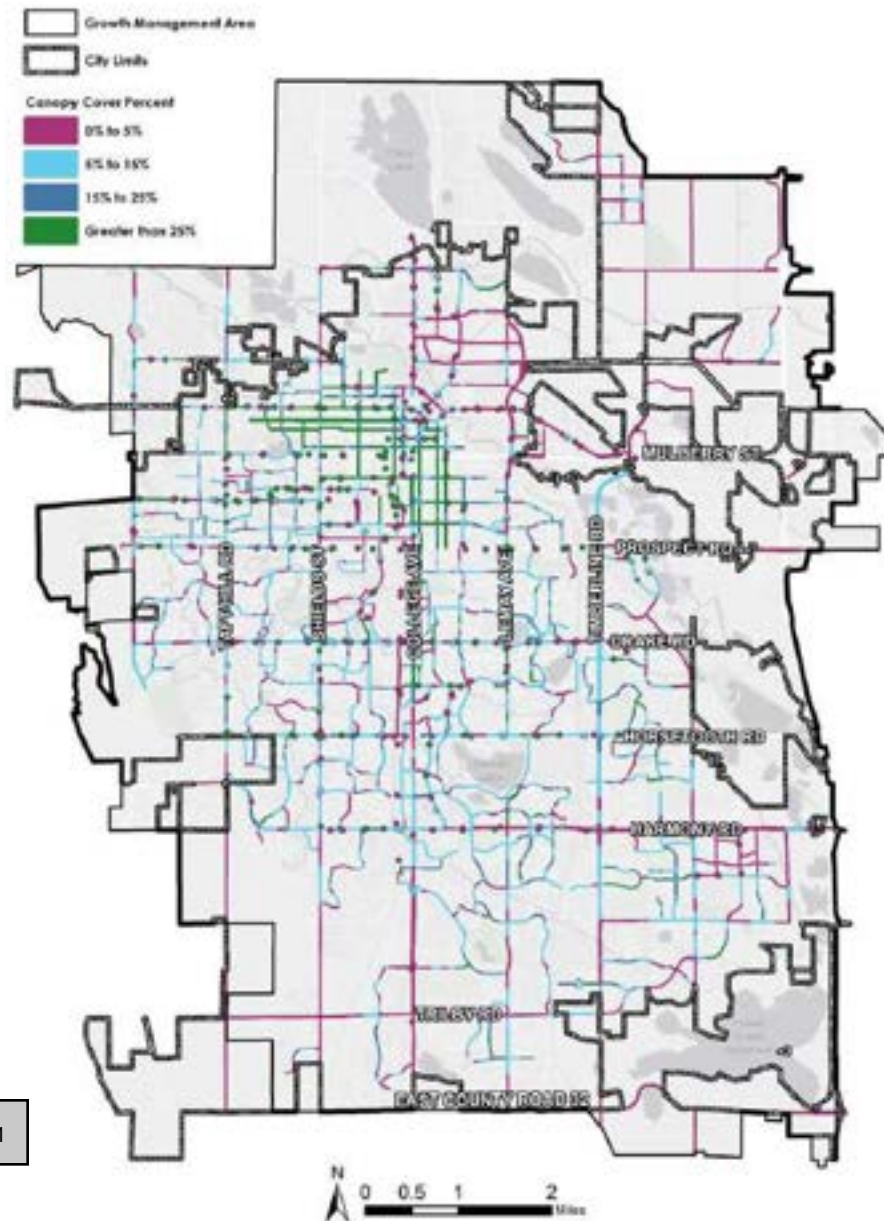 Growth Management Area
City Limits
Canopy Cover Percent
0% to 5%
5% to 15%
15% to 25%
Greater than 25%
MULBERRY ST
PROSPECT RD
TAFT HILL RD
SHIELDS ST
COLLEGE AVE
LEMAY AVE
TIMBERLINE RD
DRAKE RD
HORSETOOTH RD
HARMONY RD
TRILBY RD
EAST COUNTY ROAD 32
N
0 0.5 1 2
Miles